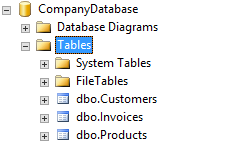 CompanyDatabase
Database Diagrams
Tables
System Tables
FileTables
dbo.Customers
dbo.Invoices
dbo.Products